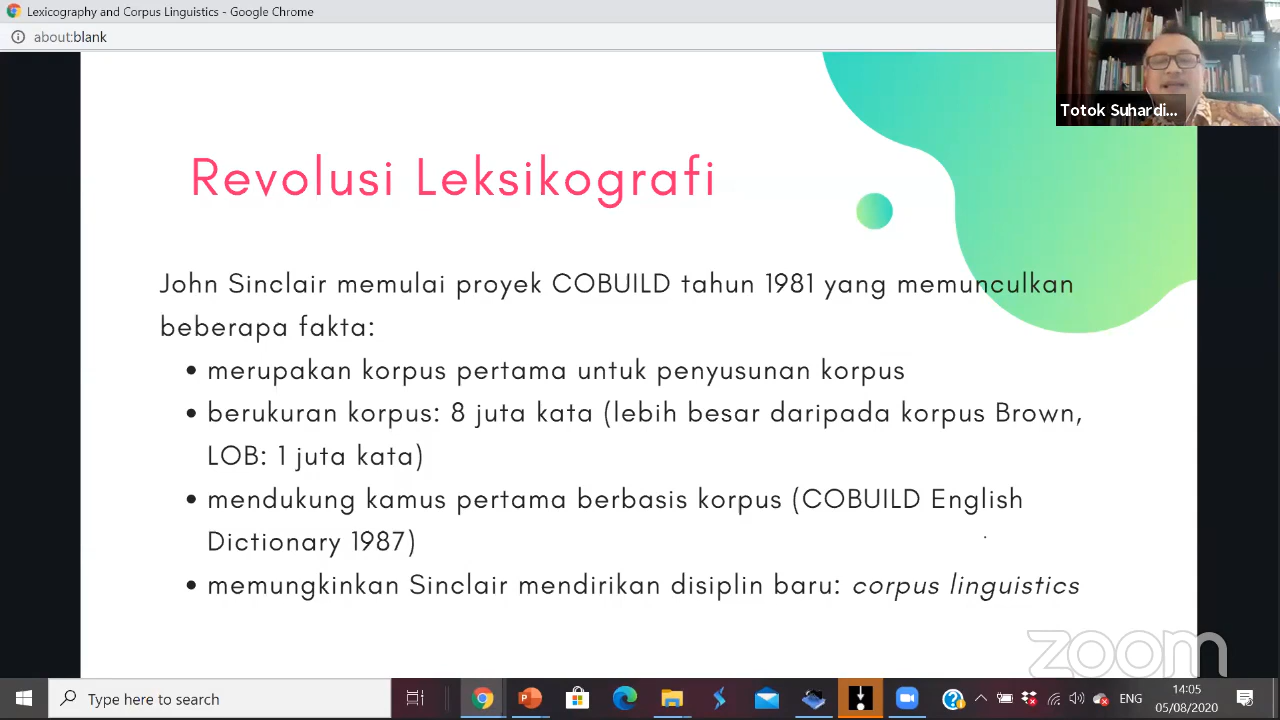 Lexicography and Corpus Linguistics - Google Chrome
about:blank
Totok Suhardi...
Revolusi Leksikografi
John Sinclair memulai proyek COBUILD tahun 1981 yang memunculkan
beberapa fakta:
• merupakan korpus pertama untuk penyusunan korpus
• berukuran korpus: 8 juta kata (lebih besar daripada korpus Brown,
LOB: 1 juta kata)
• mendukung kamus pertama berbasis korpus (COBUILD English
Dictionary 1987)
• memungkinkan Sinclair mendirikan disiplin baru: corpus linguistics
zoom
Type here to search
ENG
14:05
05/08/2020